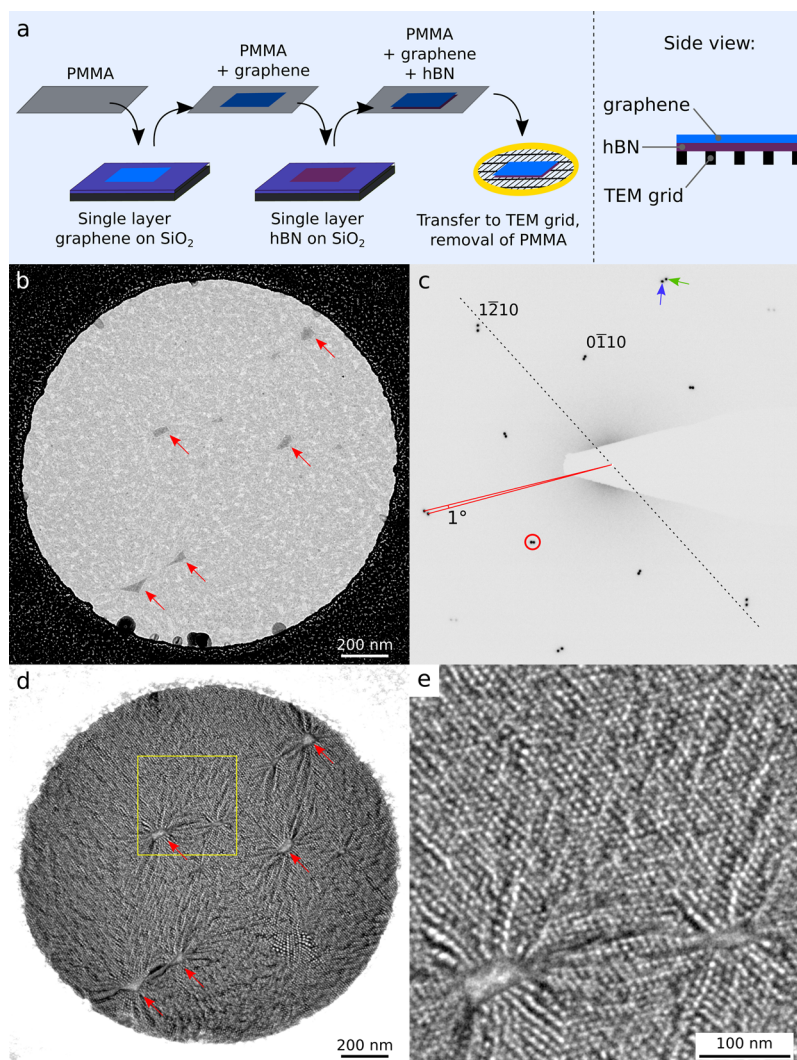 a
PMMA
PMMA
+ graphene
PMMA
+ graphene
+ hBN
Single layer
graphene on SiO₂
Single layer
hBN on SiO₂
Transfer to TEM grid,
removal of PMMA
Side view:
graphene
hBN
TEM grid
b
200 nm
c
12̅10
01̅10
1°
d
200 nm
e
100 nm